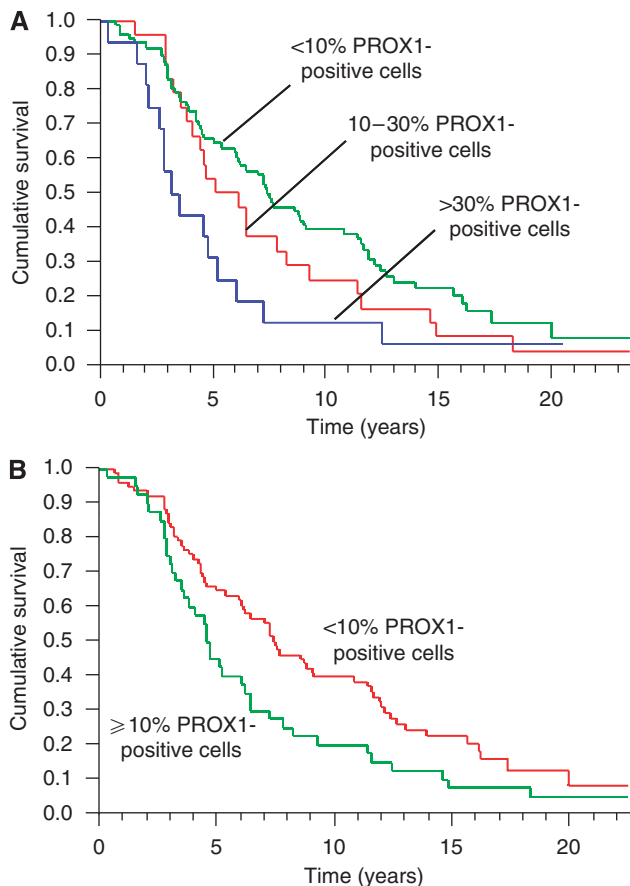 A
1.0
0.9
0.8
0.7
0.6
0.5
0.4
0.3
0.2
0.1
0.0
Cumulative survival
<10% PROX1-
positive cells
10–30% PROX1-
positive cells
>30% PROX1-
positive cells
0 5 10 15 20
Time (years)
B
1.0
0.9
0.8
0.7
0.6
0.5
0.4
0.3
0.2
0.1
0.0
Cumulative survival
<10% PROX1-
positive cells
⩾10% PROX1-
positive cells
0 5 10 15 20
Time (years)